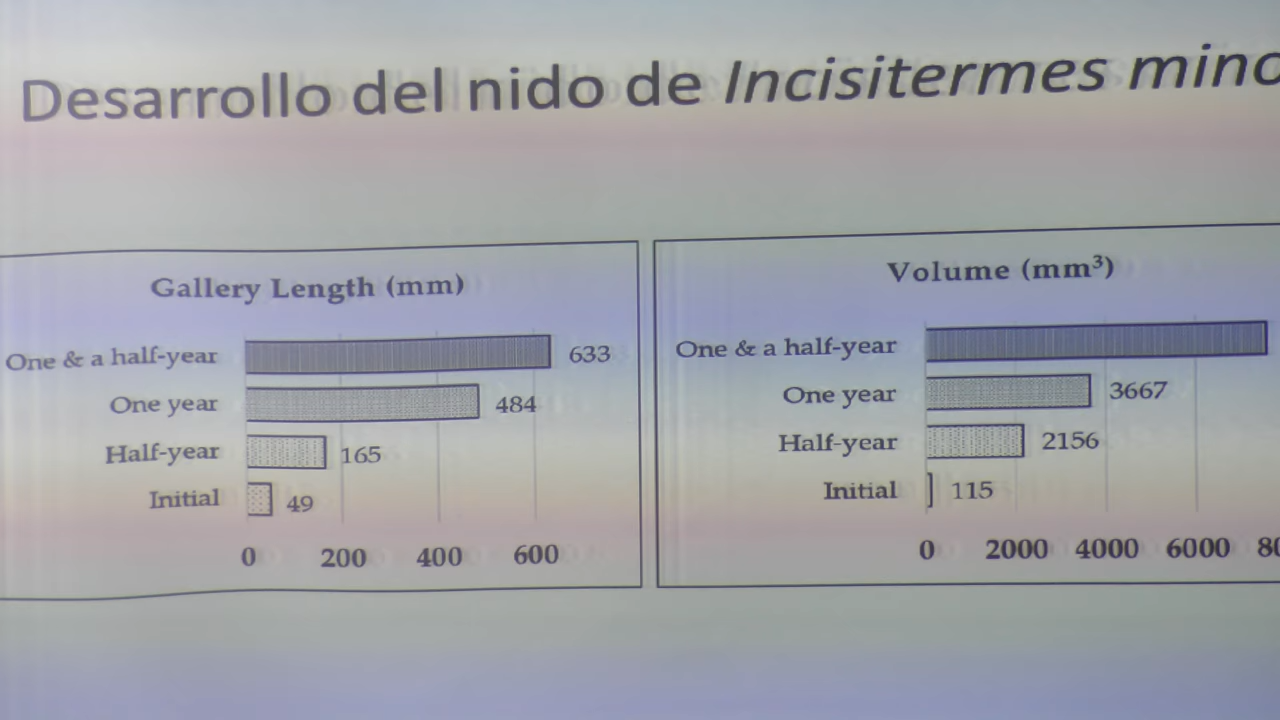 Desarrollo del nido de Incisitermes mino
Gallery Length (mm)
One & a half-year 633
One year 484
Half-year 165
Initial 49
0 200 400 600
Volume (mm³)
One & a half-year
One year 3667
Half-year 2156
Initial 115
0 2000 4000 6000 80